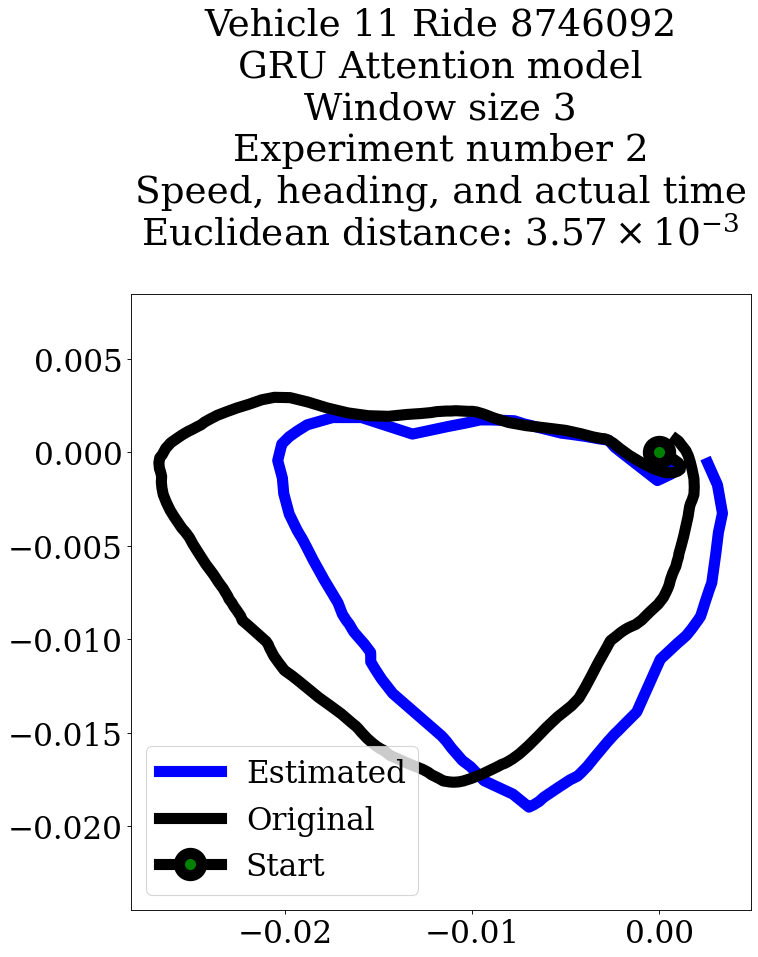 Vehicle 11 Ride 8746092
GRU Attention model
Window size 3
Experiment number 2
Speed, heading, and actual time
Euclidean distance: 3.57 × 10⁻³
0.005
0.000
−0.005
−0.010
−0.015
−0.020
Estimated
Original
Start
−0.02
−0.01
0.00